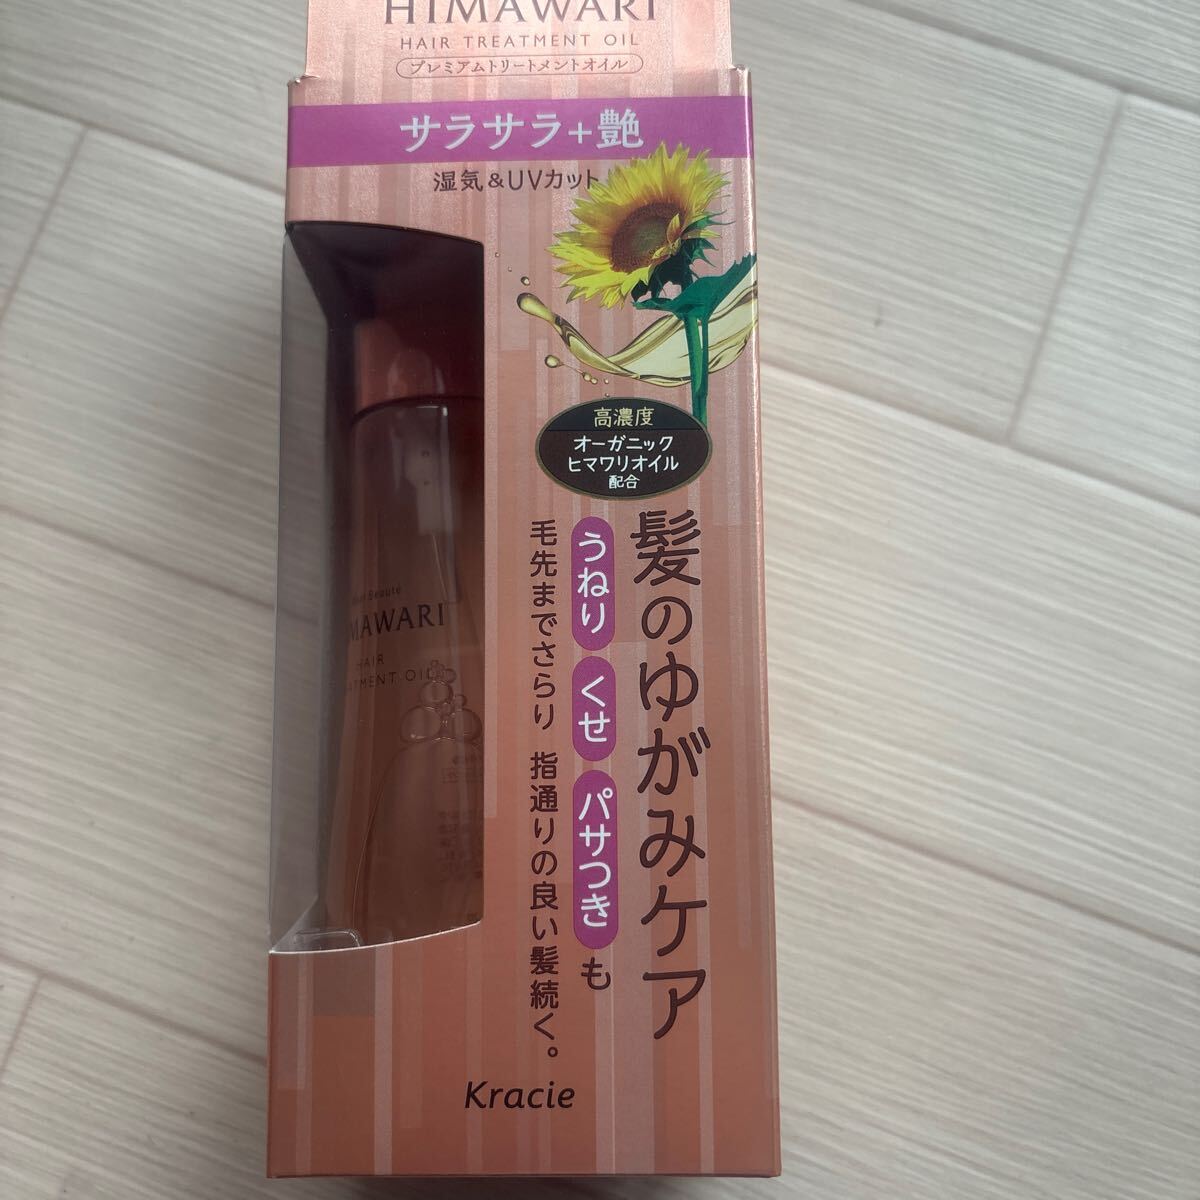 HIMAWARI
HAIR TREATMENT OIL
プレミアムトリートメントオイル
サラサラ+艶
湿気&UVカット
高濃度
オーガニック
ヒマワリオイル
配合
髪のゆがみケア
うねり くせ パサつき も
毛先までさらり 指通りの良い髪続く。
Beauté
MAWARI
HAIR
ATMENT OIL
Kracie